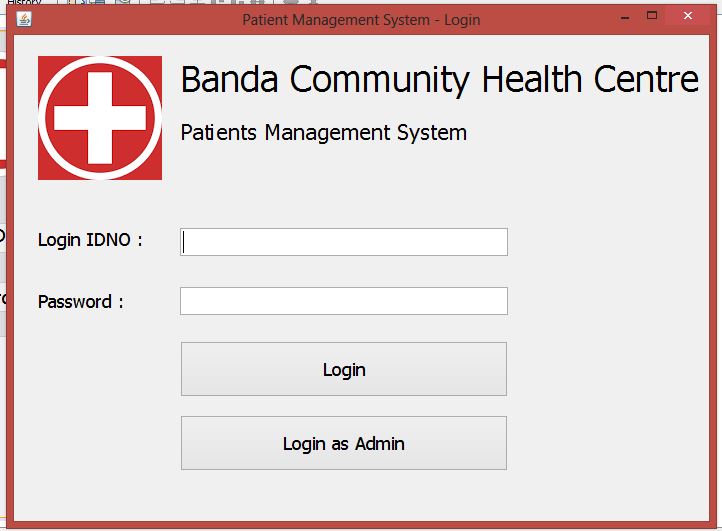 History
Patient Management System - Login
Banda Community Health Centre
Patients Management System
Login IDNO :
Password :
Login
Login as Admin